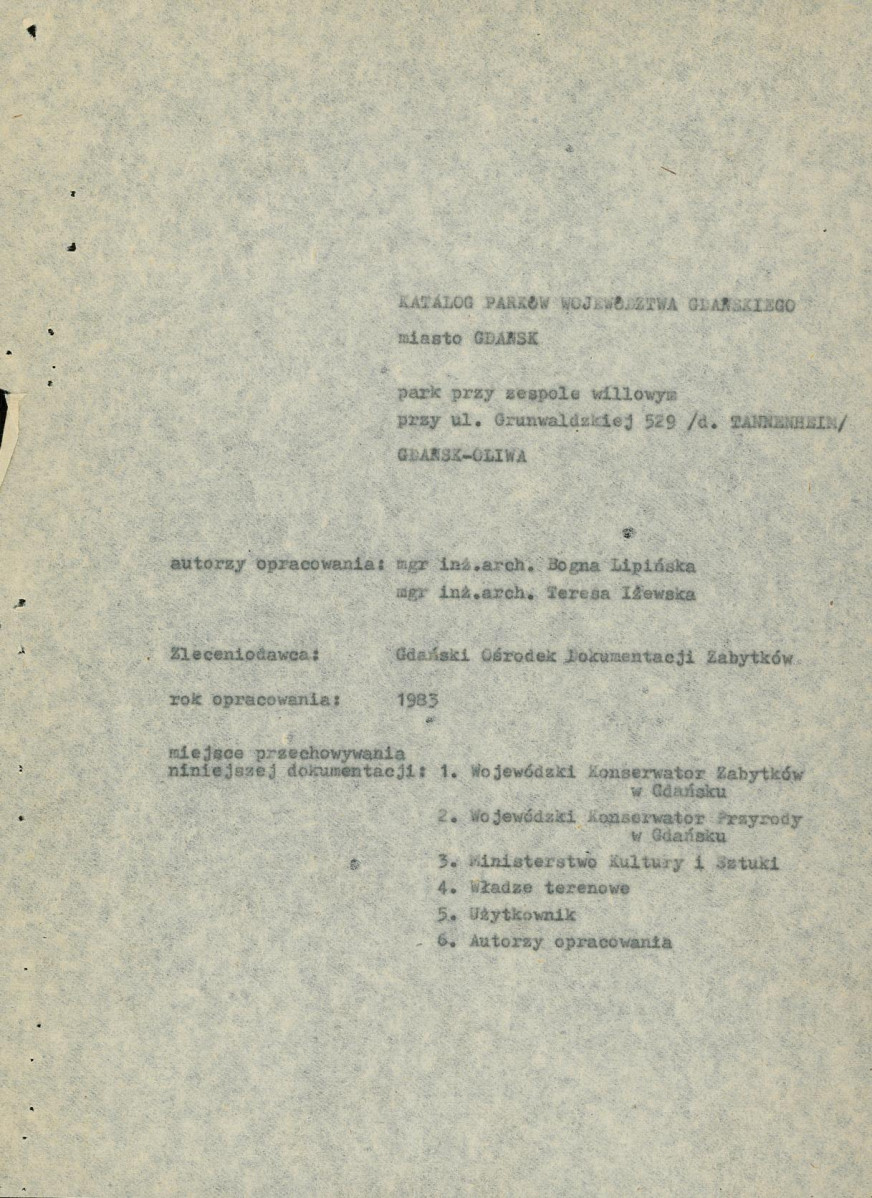 KATALOG PARKÓW WOJEWÓDZTWA GDAŃSKIEGO
miasto GDAŃSK
park przy zespole willowym
przy ul. Grunwaldzkiej 529 /d. TANNENHEIM/
GDAŃSK-OLIWA
autorzy opracowania: mgr inż.arch. Bogna Lipińska
mgr inż.arch. Teresa Iżewska
Zleceniodawca: Gdański Ośrodek Dokumentacji Zabytków
rok opracowania: 1983
miejsce przechowywania
niniejszej dokumentacji: 1. Wojewódzki Konserwator Zabytków
w Gdańsku
2. Wojewódzki Konserwator Przyrody
w Gdańsku
3. Ministerstwo Kultury i Sztuki
4. Władze terenowe
5. Użytkownik
6. Autorzy opracowania